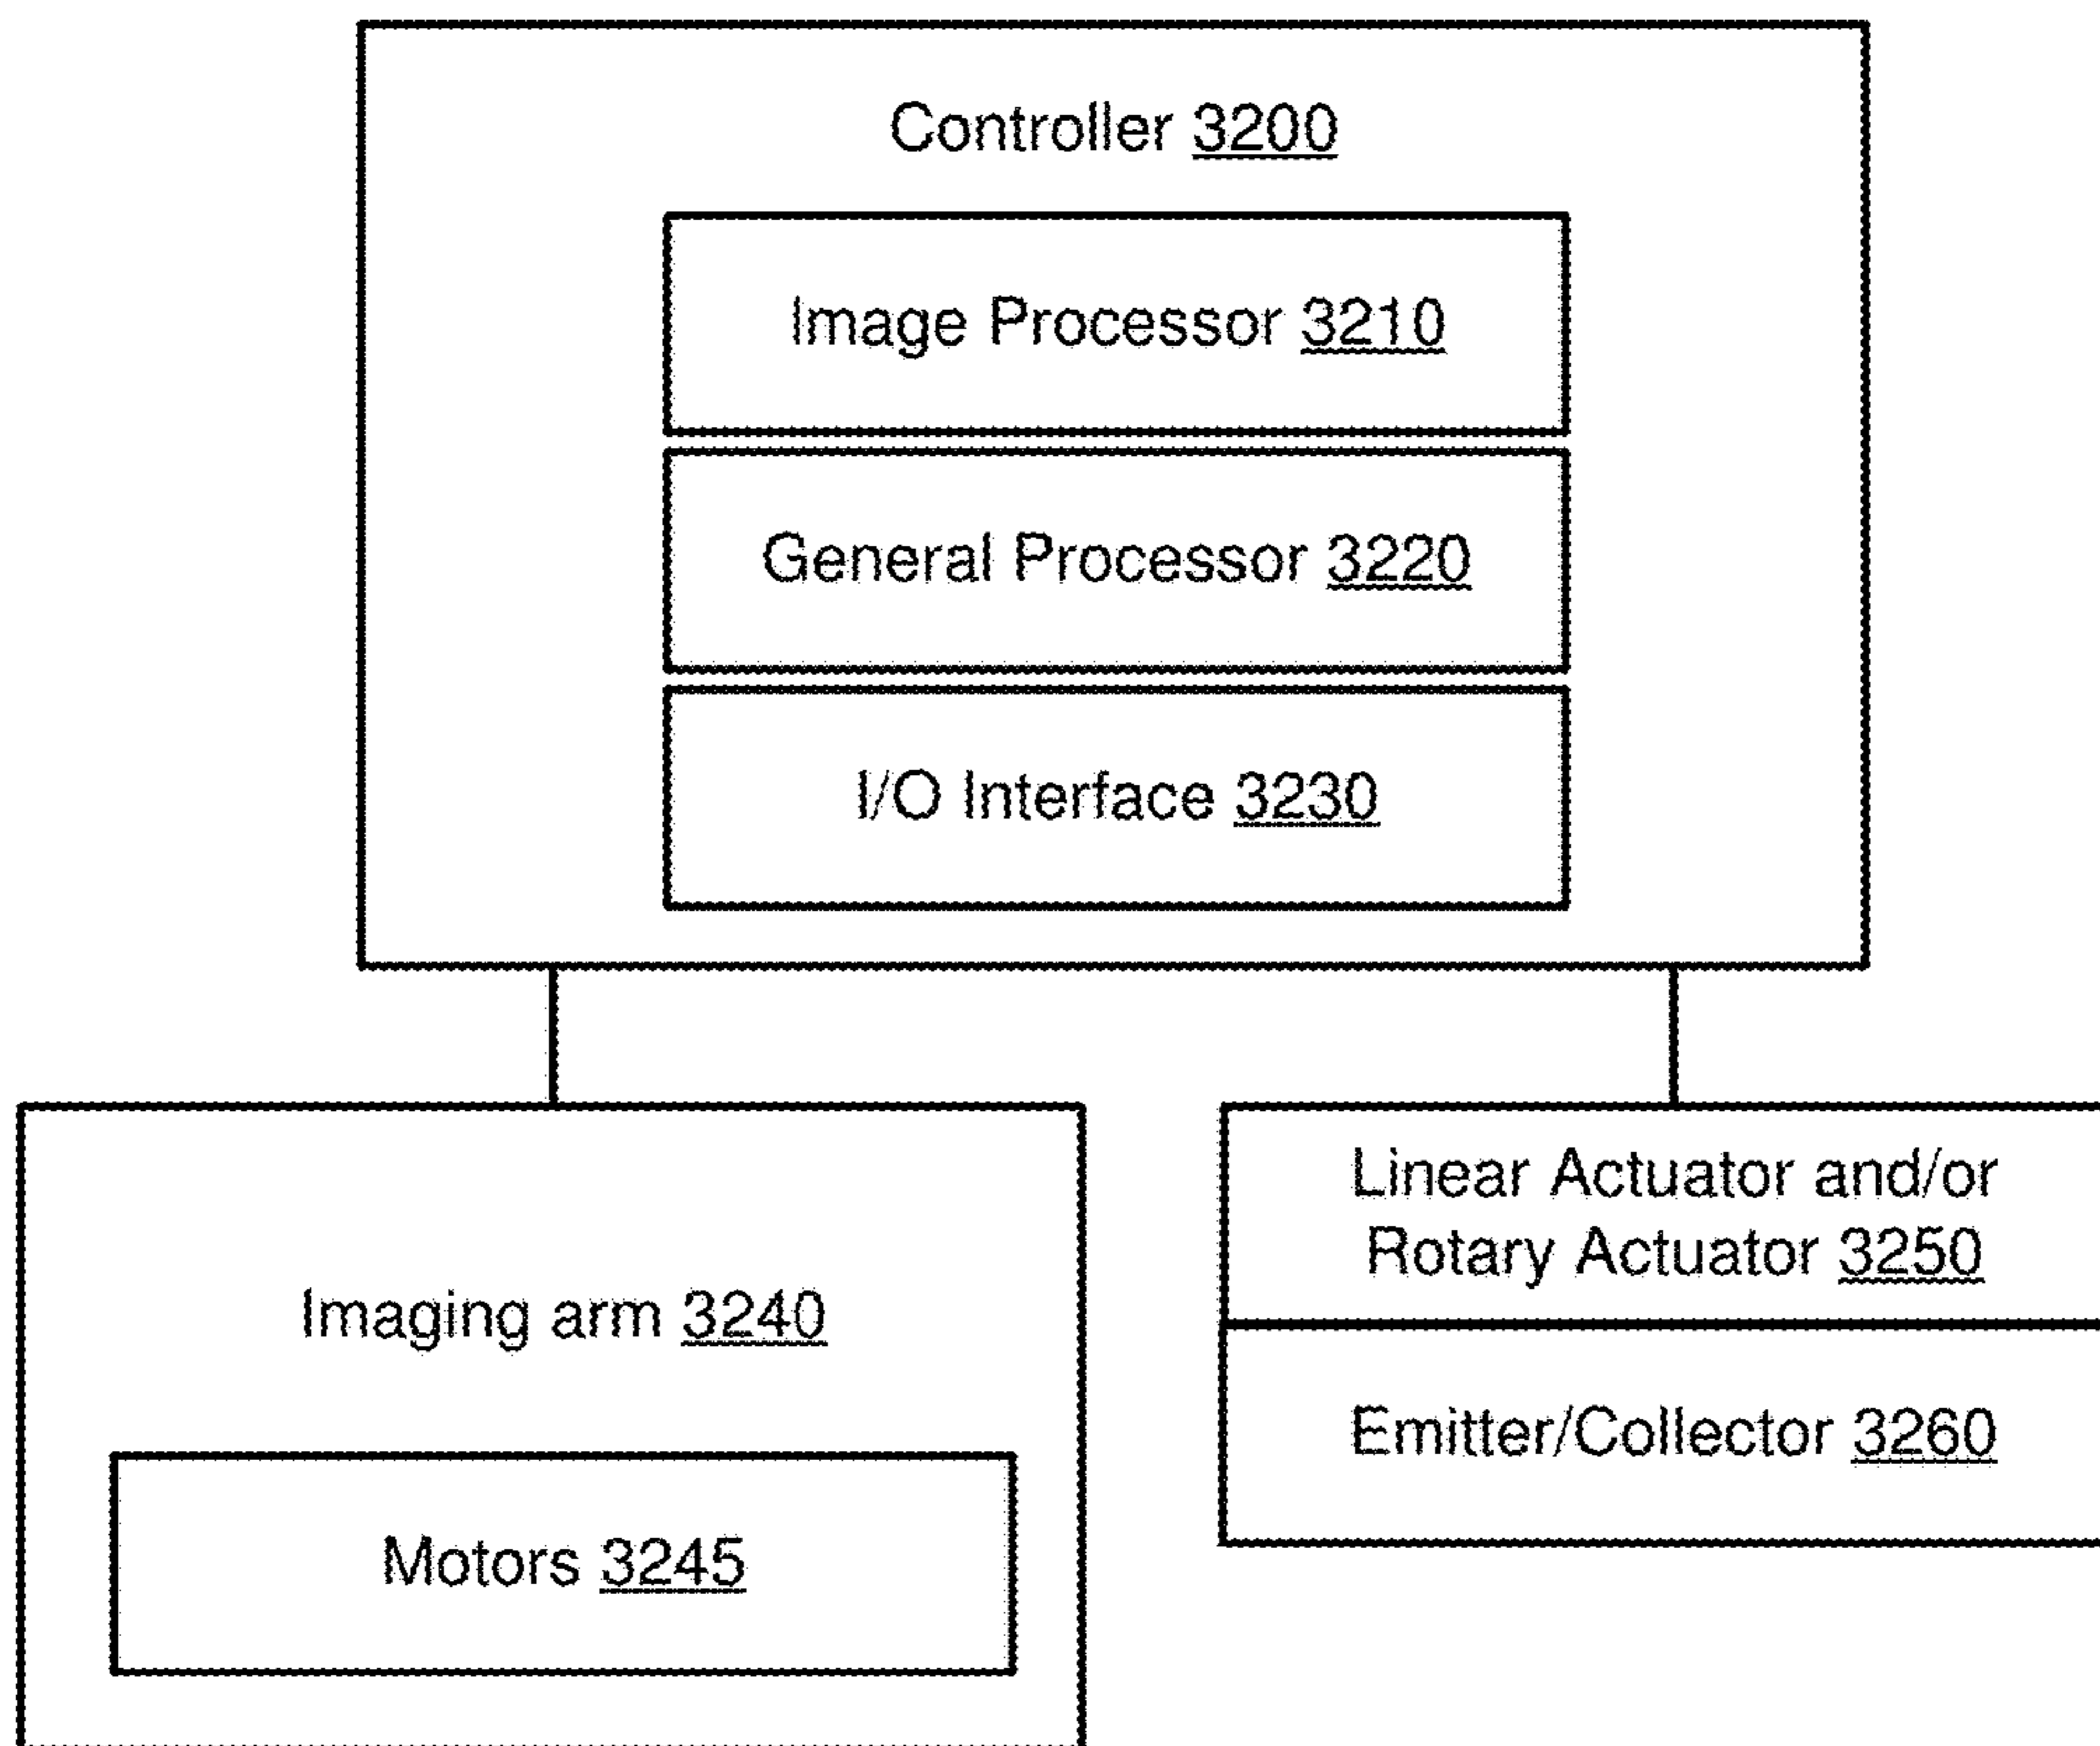 Controller 3200
Image Processor 3210
General Processor 3220
I/O Interface 3230
Imaging arm 3240
Motors 3245
Linear Actuator and/or
Rotary Actuator 3250
Emitter/Collector 3260